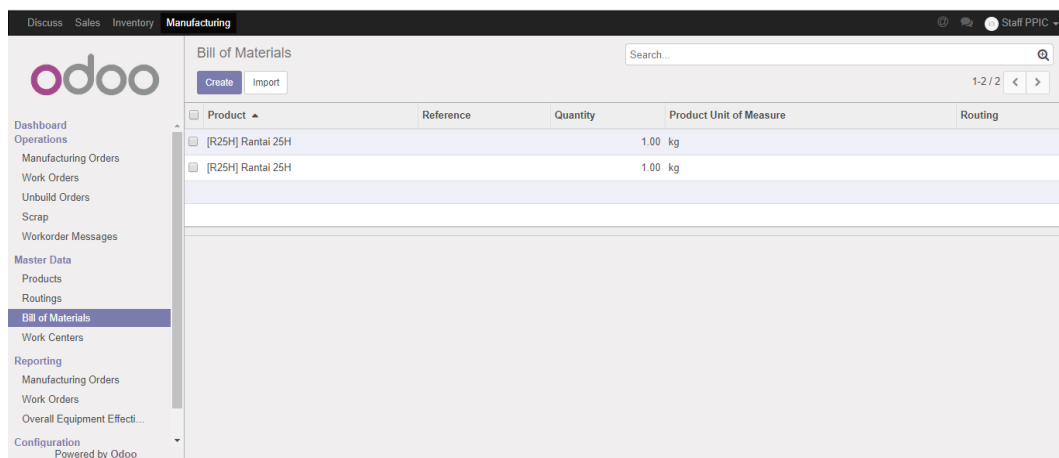 Discuss Sales Inventory Manufacturing
@ Staff PPIC
odoo
Dashboard
Operations
Manufacturing Orders
Work Orders
Unbuild Orders
Scrap
Workorder Messages
Master Data
Products
Routings
Bill of Materials
Work Centers
Reporting
Manufacturing Orders
Work Orders
Overall Equipment Effecti...
Configuration
Powered by Odoo
Bill of Materials
Search...
Create Import
1-2 / 2
Product Reference Quantity Product Unit of Measure Routing
[R25H] Rantai 25H 1.00 kg
[R25H] Rantai 25H 1.00 kg